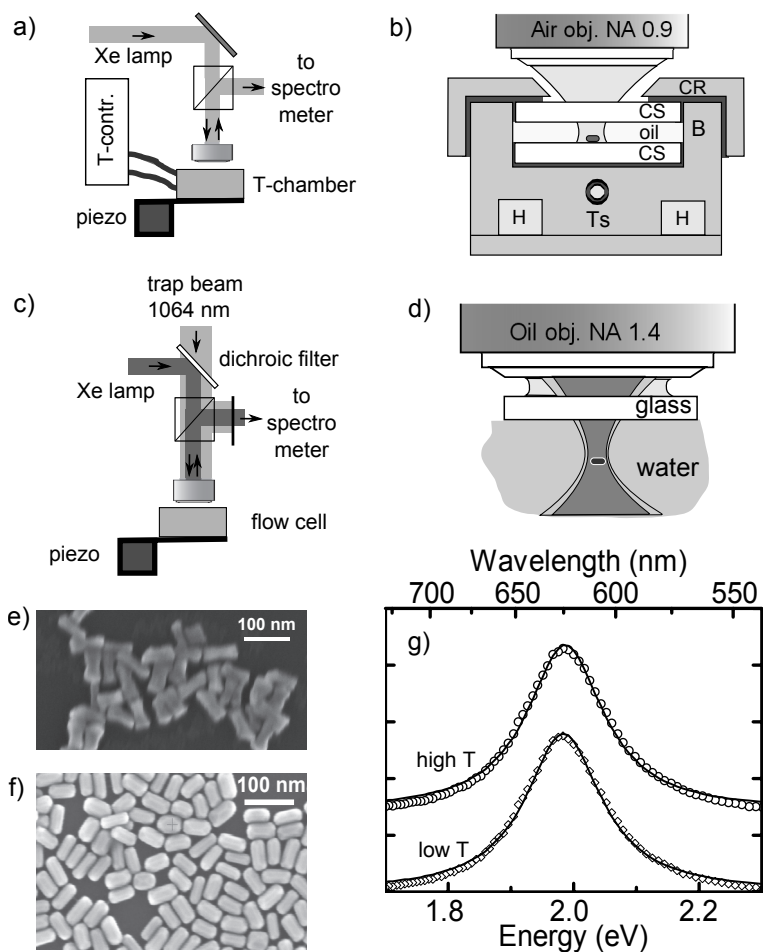 a)
Xe lamp
to
spectro
meter
T-contr.
T-chamber
piezo
b)
Air obj. NA 0.9
CR
CS
oil
B
CS
H
Ts
H
c)
trap beam
1064 nm
dichroic filter
Xe lamp
to
spectro
meter
flow cell
piezo
d)
Oil obj. NA 1.4
glass
water
e)
100 nm
f)
100 nm
Wavelength (nm)
700 650 600 550
g)
high T
low T
1.8 2.0 2.2
Energy (eV)